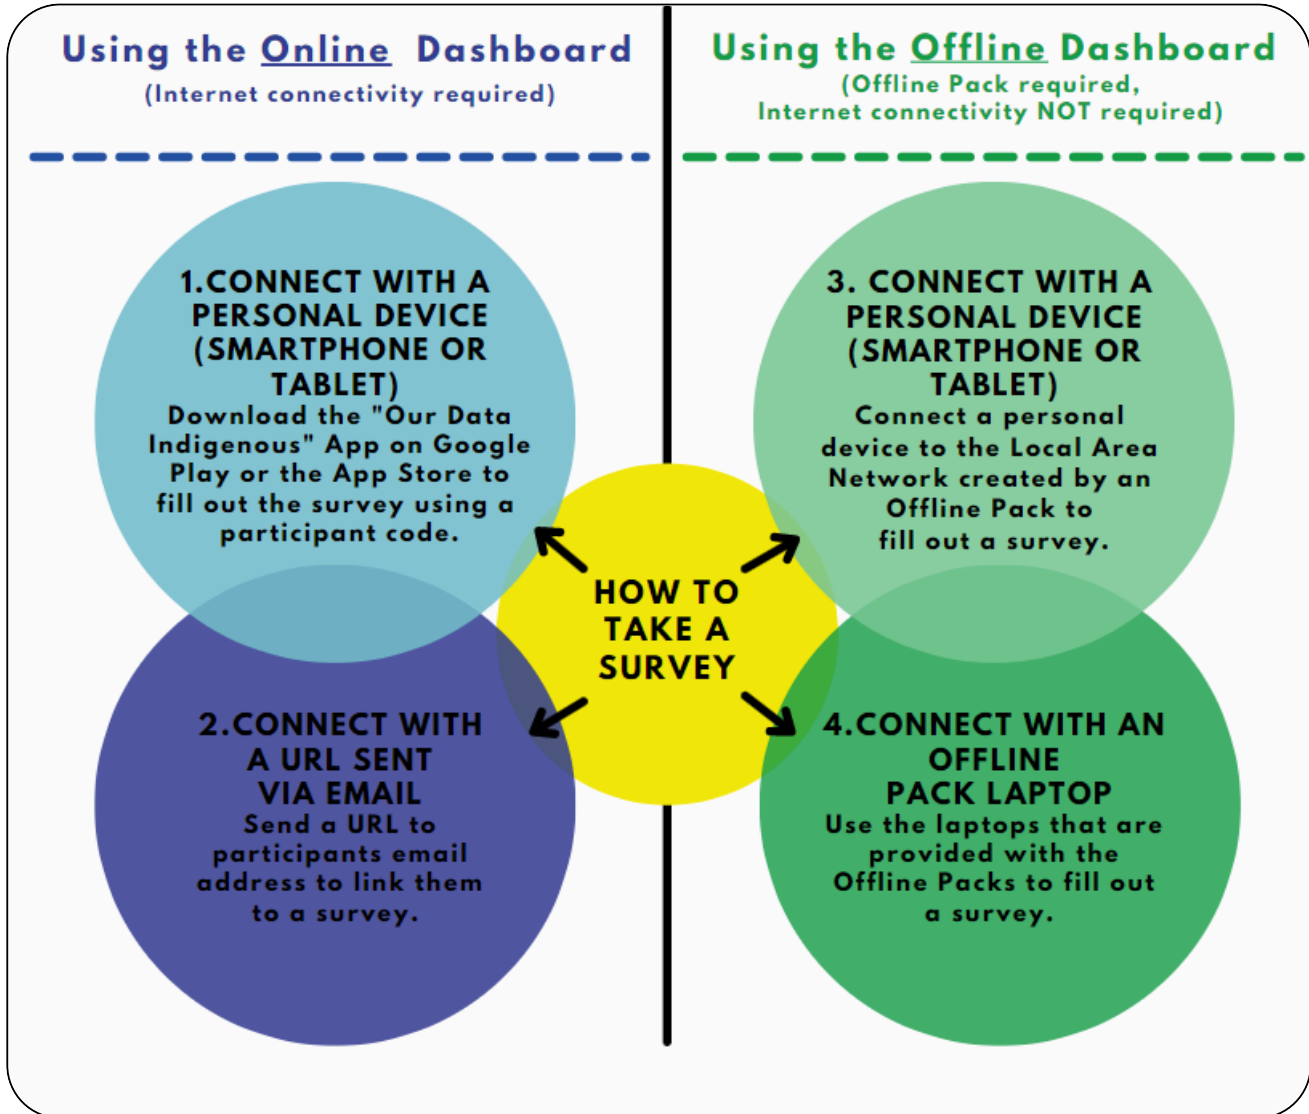 Using the Online Dashboard
(Internet connectivity required)
1.CONNECT WITH A
PERSONAL DEVICE
(SMARTPHONE OR
TABLET)
Download the "Our Data
Indigenous" App on Google
Play or the App Store to
fill out the survey using a
participant code.
2.CONNECT WITH
A URL SENT
VIA EMAIL
Send a URL to
participants email
address to link them
to a survey.
HOW TO
TAKE A
SURVEY
Using the Offline Dashboard
(Offline Pack required,
Internet connectivity NOT required)
3. CONNECT WITH A
PERSONAL DEVICE
(SMARTPHONE OR
TABLET)
Connect a personal
device to the Local Area
Network created by an
Offline Pack to
fill out a survey.
4.CONNECT WITH AN
OFFLINE
PACK LAPTOP
Use the laptops that are
provided with the
Offline Packs to fill out
a survey.